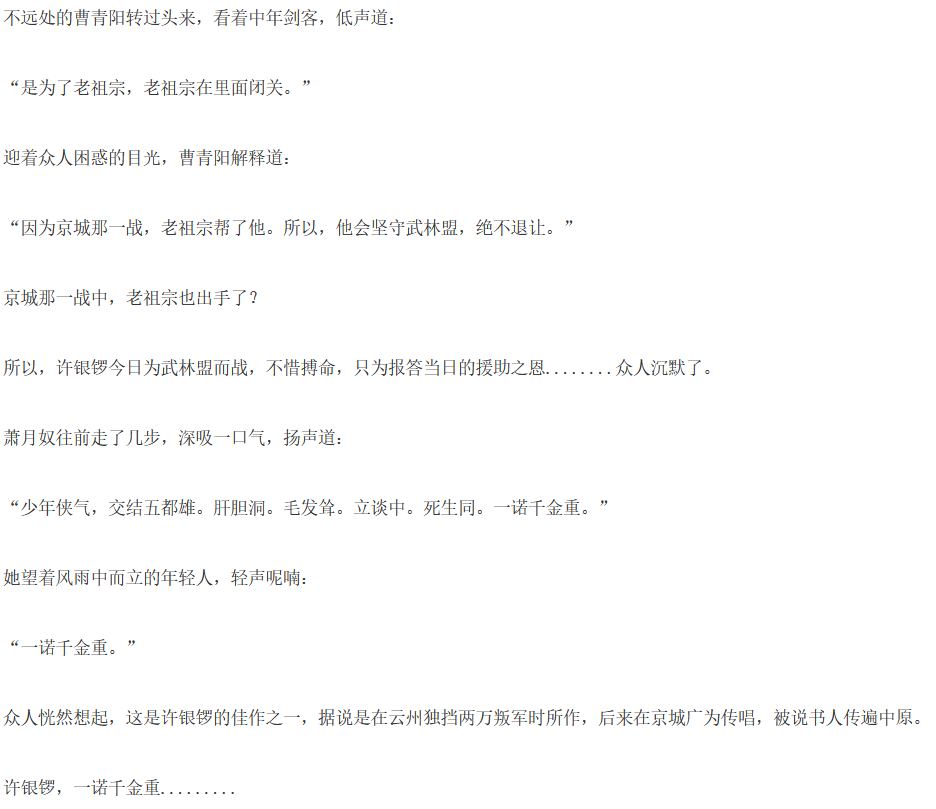 不远处的曹青阳转过头来，看着中年剑客，低声道：
“是为了老祖宗，老祖宗在里面闭关。”
迎着众人困惑的目光，曹青阳解释道：
“因为京城那一战，老祖宗帮了他。所以，他会坚守武林盟，绝不退让。”
京城那一战中，老祖宗也出手了？
所以，许银锣今日为武林盟而战，不惜搏命，只为报答当日的援助之恩........众人沉默了。
萧月奴往前走了几步，深吸一口气，扬声道：
“少年侠气，交结五都雄。肝胆洞。毛发耸。立谈中。死生同。一诺千金重。”
她望着风雨中而立的年轻人，轻声呢喃：
“一诺千金重。”
众人恍然想起，这是许银锣的佳作之一，据说是在云州独挡两万叛军时所作，后来在京城广为传唱，被说书人传遍中原。
许银锣，一诺千金重.........